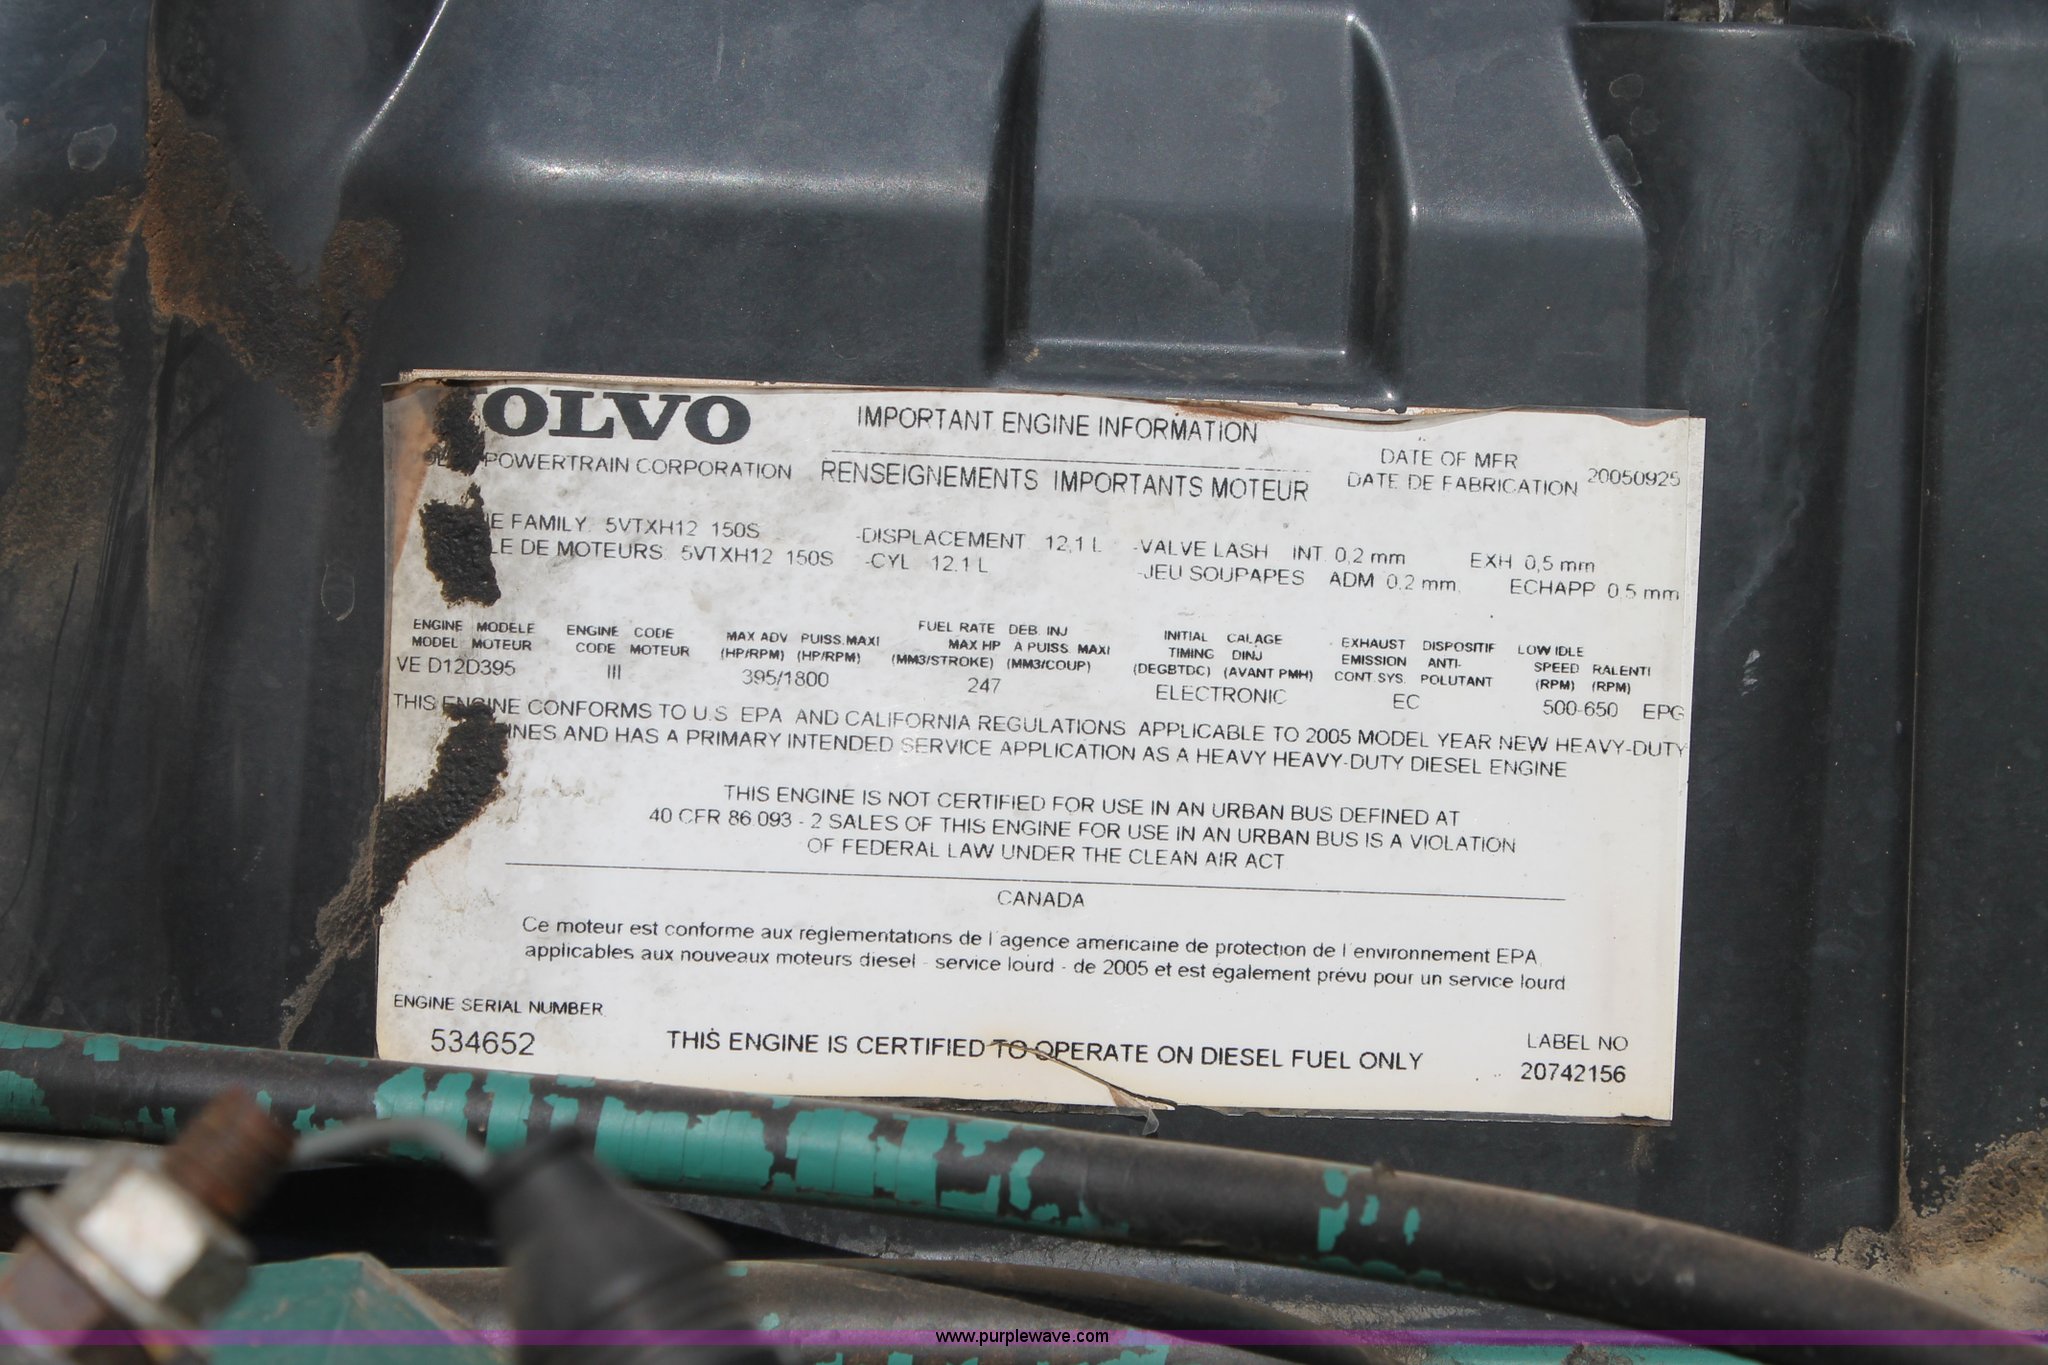 VOLVO
POWERTRAIN CORPORATION
IMPORTANT ENGINE INFORMATION
RENSEIGNEMENTS IMPORTANTS MOTEUR
DATE OF MFR
DATE DE FABRICATION 20050925
FAMILY 5VTXH12 150S
DE MOTEURS 5VTXH12 150S
-DISPLACEMENT 12,1 L
-CYL 12.1 L
-VALVE LASH INT 0,2 mm EXH 0,5 mm
-JEU SOUPAPES ADM 0.2 mm. ECHAPP 0.5 mm
ENGINE MODELE
MODEL MOTEUR
VE D12D395
ENGINE CODE
CODE MOTEUR
III
MAX ADV PUISS.MAXI
(HP/RPM) (HP/RPM)
395/1800
FUEL RATE DEB. INJ
MAX HP A PUISS. MAXI
(MM3/STROKE) (MM3/COUP)
247
INITIAL CALAGE
TIMING DINJ
(DEGBTDC) (AVANT PMH)
ELECTRONIC
EXHAUST DISPOSITIF
EMISSION ANTI-
CONT.SYS. POLUTANT
EC
LOW IDLE
SPEED RALENTI
(RPM) (RPM)
500-650 EPG
THIS ENGINE CONFORMS TO U.S EPA AND CALIFORNIA REGULATIONS APPLICABLE TO 2005 MODEL YEAR NEW HEAVY-DUTY
INES AND HAS A PRIMARY INTENDED SERVICE APPLICATION AS A HEAVY HEAVY-DUTY DIESEL ENGINE
THIS ENGINE IS NOT CERTIFIED FOR USE IN AN URBAN BUS DEFINED AT
40 CFR 86.093 - 2 SALES OF THIS ENGINE FOR USE IN AN URBAN BUS IS A VIOLATION
OF FEDERAL LAW UNDER THE CLEAN AIR ACT
CANADA
Ce moteur est conforme aux réglementations de l'agence americaine de protection de l'environnement EPA,
applicables aux nouveaux moteurs diesel - service lourd - de 2005 et est également prévu pour un service lourd
ENGINE SERIAL NUMBER
534652
THIS ENGINE IS CERTIFIED TO OPERATE ON DIESEL FUEL ONLY
LABEL NO
20742156
www.purplewave.com